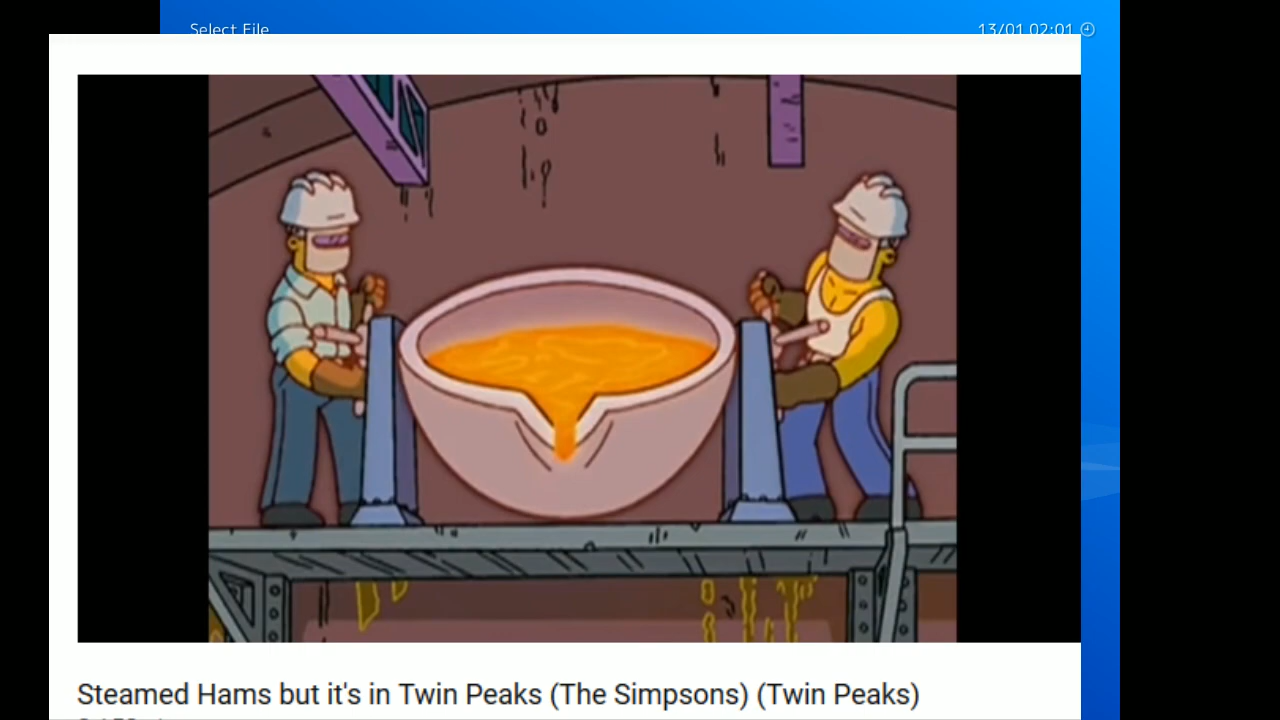 Select File
13/01 02:01
Steamed Hams but it's in Twin Peaks (The Simpsons) (Twin Peaks)